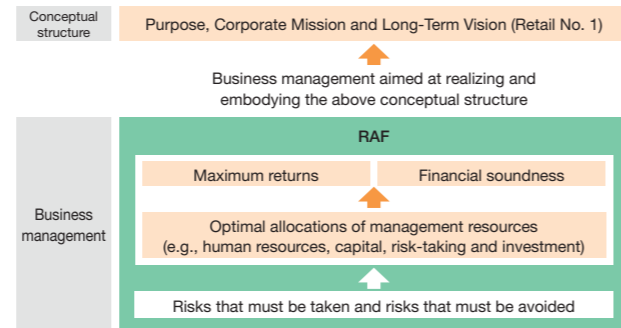 Conceptual
structure
Purpose, Corporate Mission and Long-Term Vision (Retail No. 1)
Business management aimed at realizing and
embodying the above conceptual structure
Business
management
RAF
Maximum returns
Financial soundness
Optimal allocations of management resources
(e.g., human resources, capital, risk-taking and investment)
Risks that must be taken and risks that must be avoided